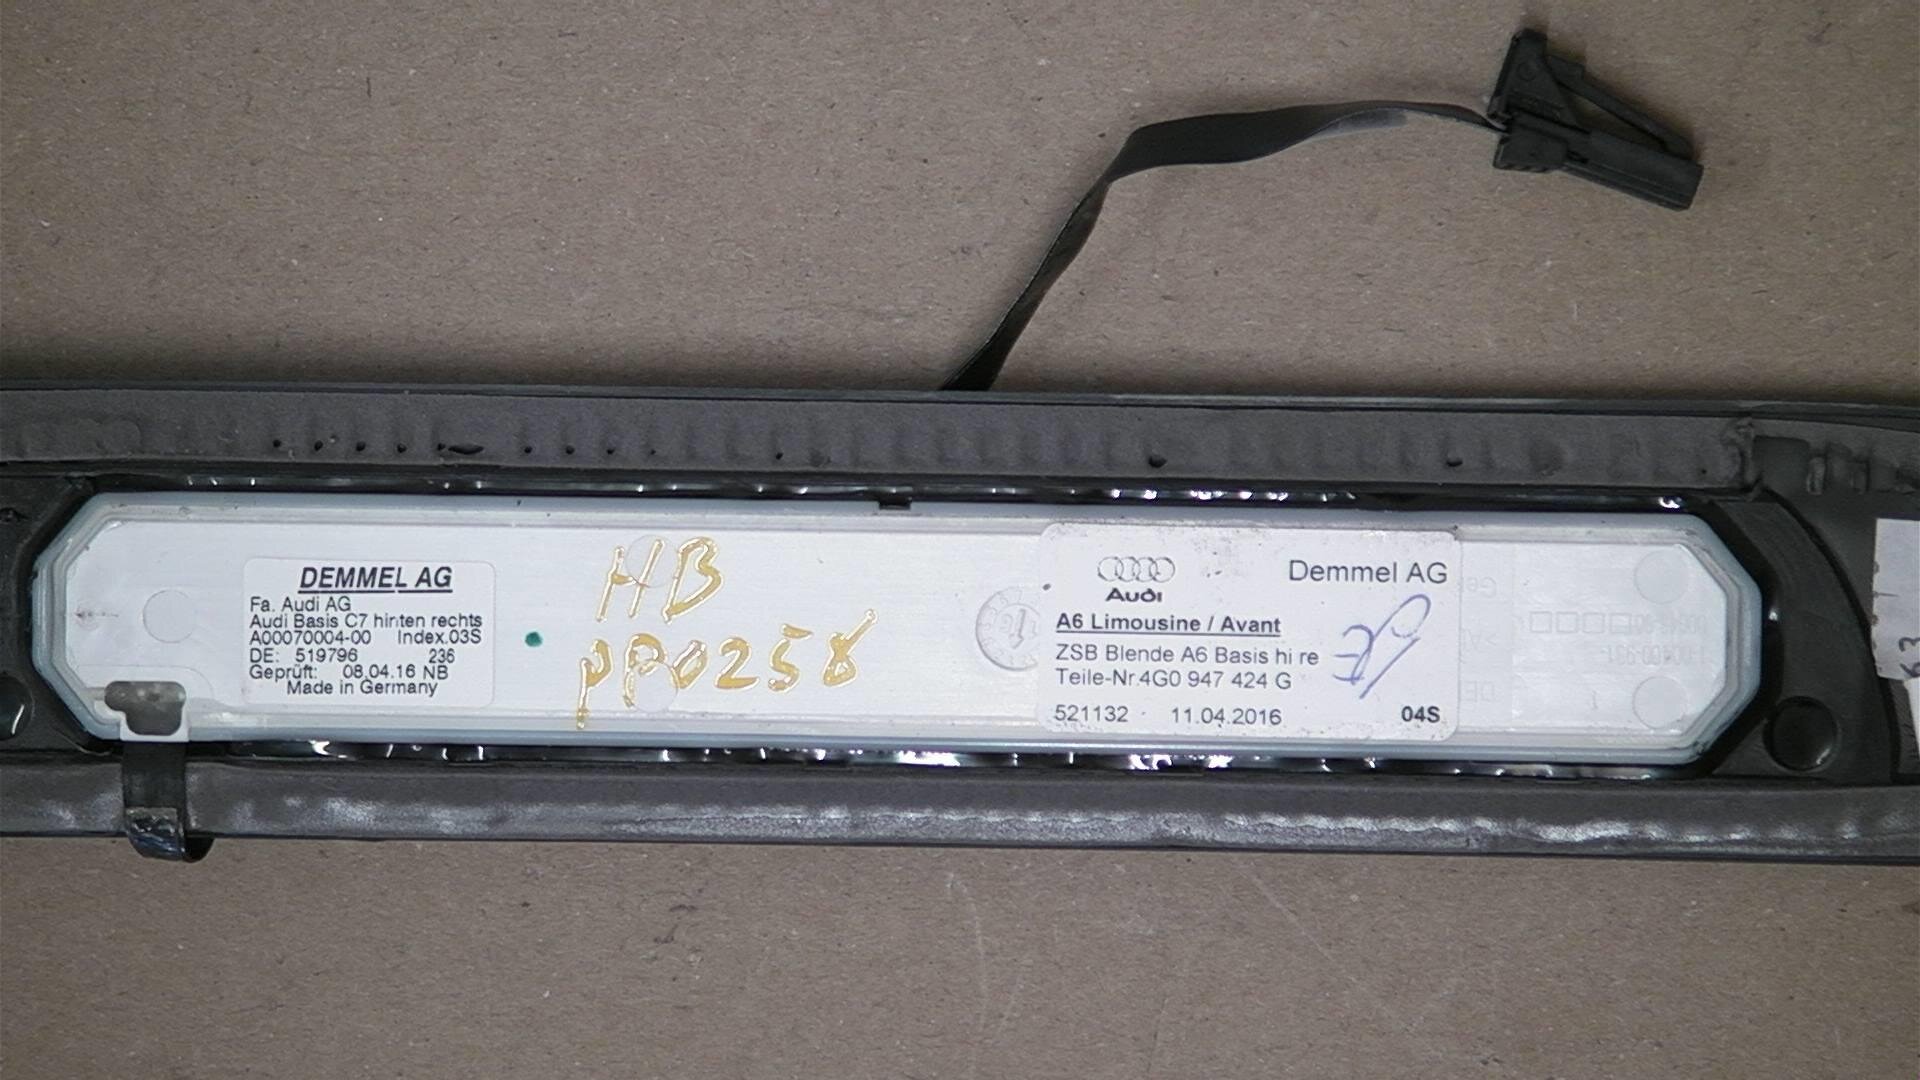 DEMMEL AG
Fa. Audi AG
Audi Basis C7 hinten rechts
A00070004-00 Index.03S
DE: 519796 236
Geprüft: 08.04.16 NB
Made in Germany
HB
PP0258
Audi
Demmel AG
A6 Limousine / Avant
ZSB Blende A6 Basis hi re
Teile-Nr.4G0 947 424 G
521132 11.04.2016 04S
63